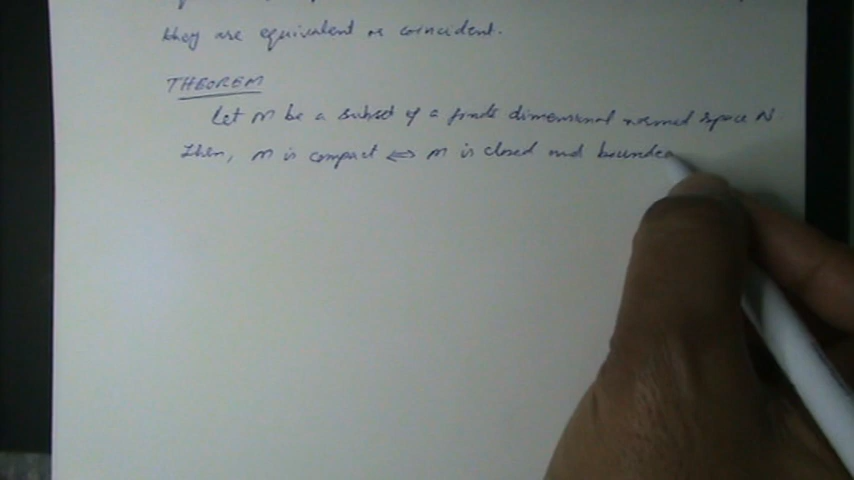 they are equivalent or coincident.
THEOREM
Let M be a subset of a finite dimensional normed space N
Then, M is compact ⇔ M is closed and bounded